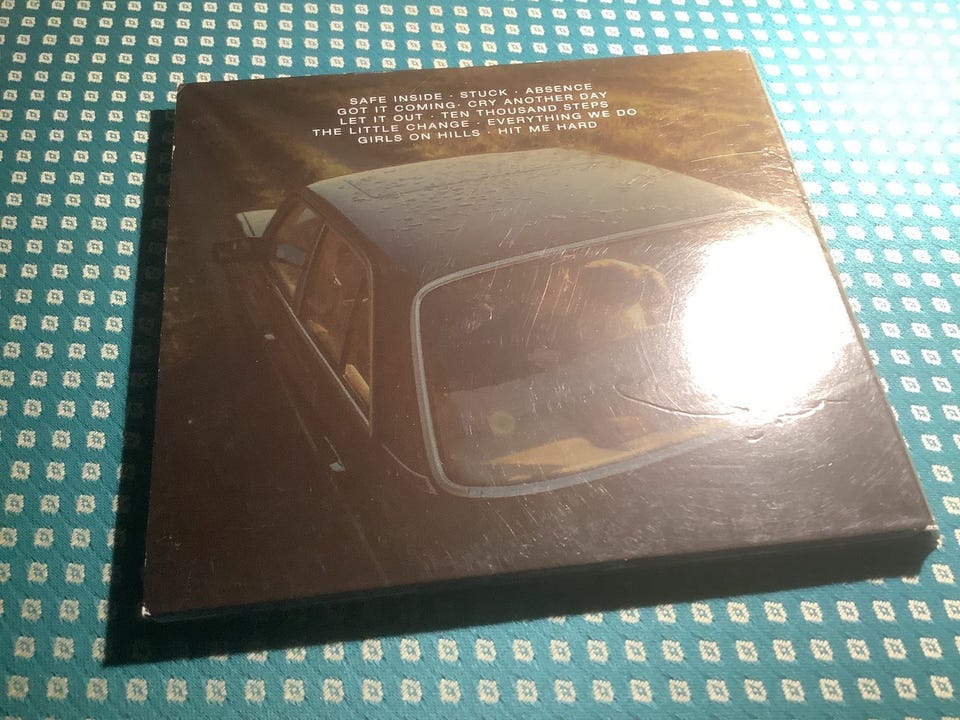 SAFE INSIDE · STUCK · ABSENCE
GOT IT COMING· CRY ANOTHER DAY
LET IT OUT · TEN THOUSAND STEPS
THE LITTLE CHANGE · EVERYTHING WE DO
GIRLS ON HILLS · HIT ME HARD